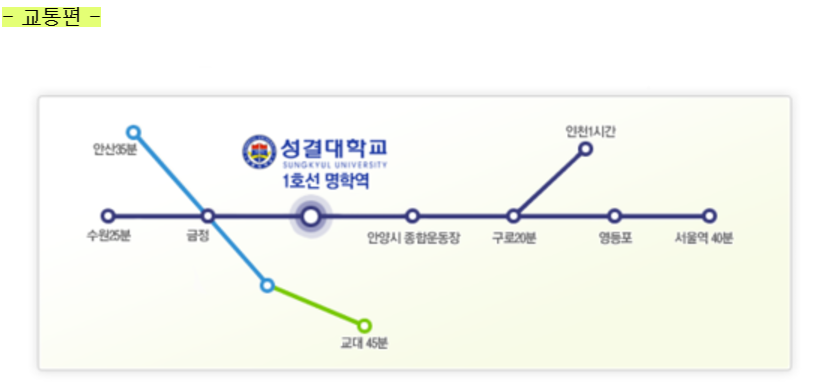 - 교통편 -
안산35분
성결대학교
SUNGKYUL UNIVERSITY
1호선 명학역
인천1시간
수원25분
금정
안양시 종합운동장
구로20분
영등포
서울역 40분
교대 45분